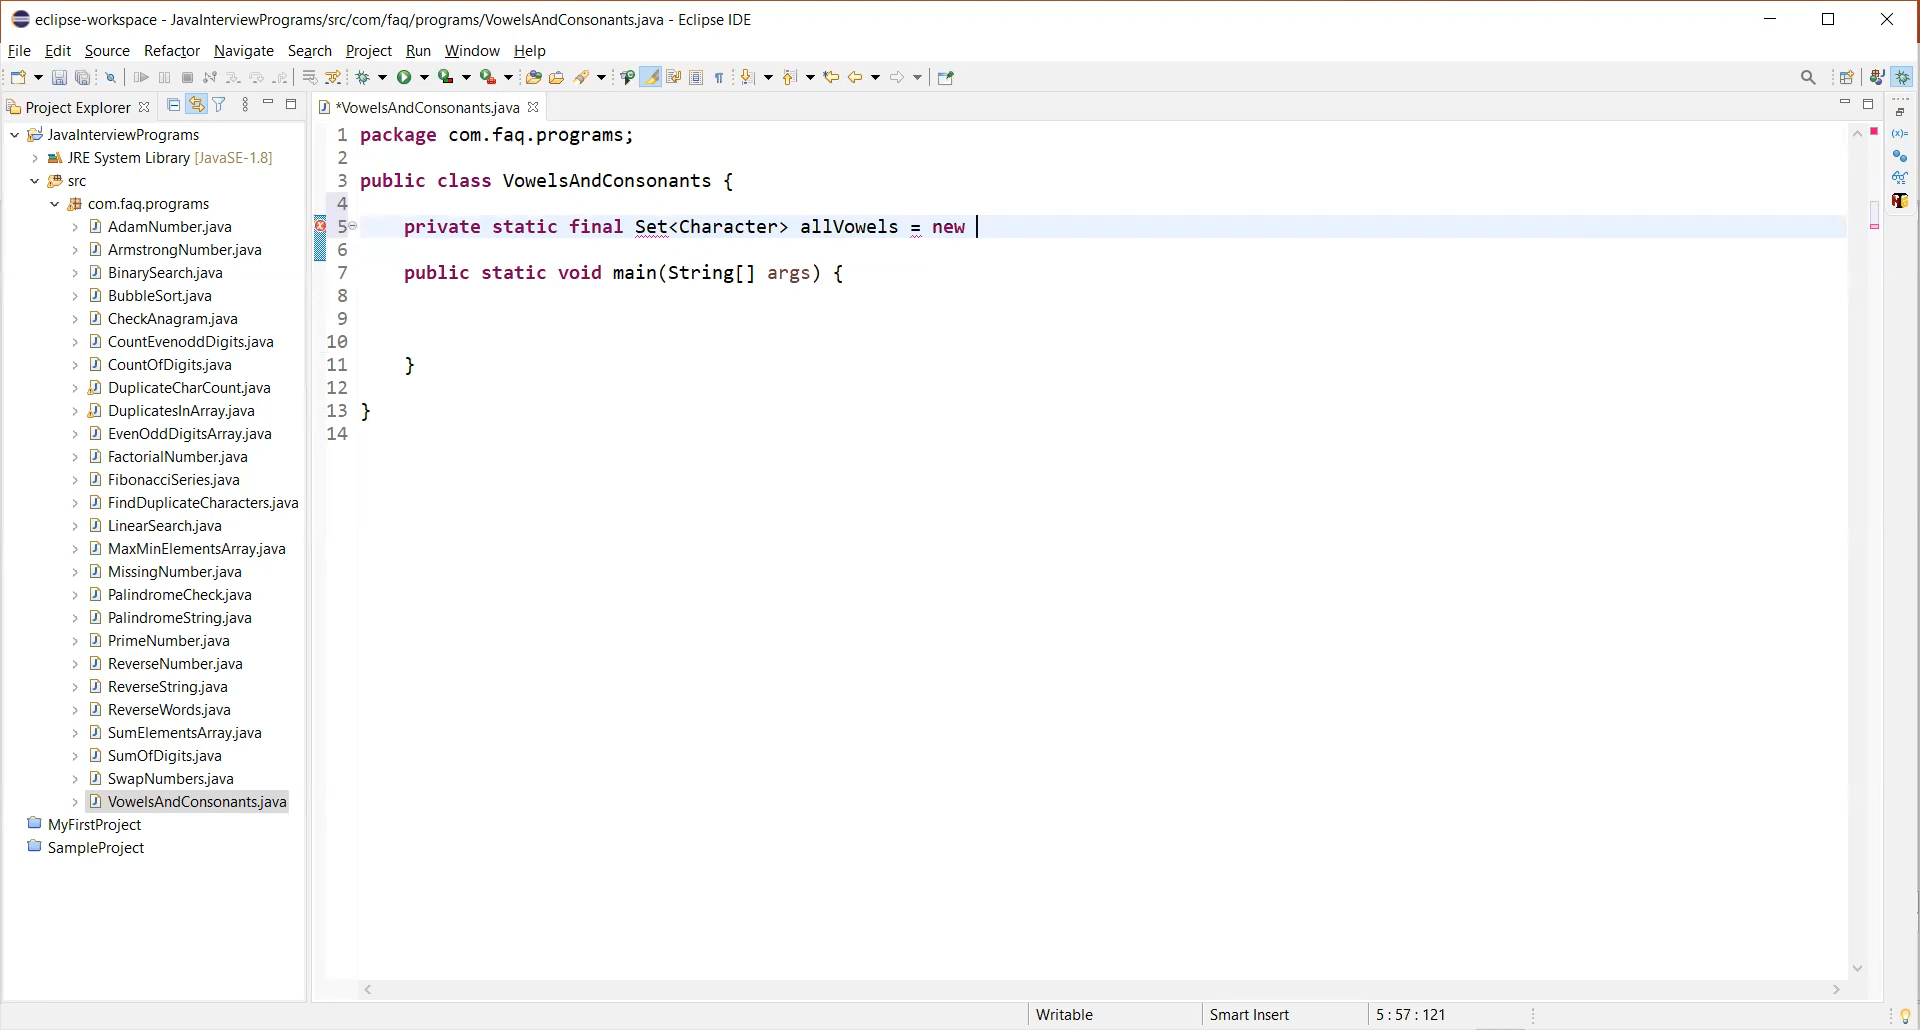 eclipse-workspace - JavaInterviewPrograms/src/com/faq/programs/VowelsAndConsonants.java - Eclipse IDE
File Edit Source Refactor Navigate Search Project Run Window Help
Project Explorer
*VowelsAndConsonants.java
JavaInterviewPrograms
JRE System Library [JavaSE-1.8]
src
com.faq.programs
AdamNumber.java
ArmstrongNumber.java
BinarySearch.java
BubbleSort.java
CheckAnagram.java
CountEvenoddDigits.java
CountOfDigits.java
DuplicateCharCount.java
DuplicatesInArray.java
EvenOddDigitsArray.java
FactorialNumber.java
FibonacciSeries.java
FindDuplicateCharacters.java
LinearSearch.java
MaxMinElementsArray.java
MissingNumber.java
PalindromeCheck.java
PalindromeString.java
PrimeNumber.java
ReverseNumber.java
ReverseString.java
ReverseWords.java
SumElementsArray.java
SumOfDigits.java
SwapNumbers.java
VowelsAndConsonants.java
MyFirstProject
SampleProject
1 package com.faq.programs;
2
3 public class VowelsAndConsonants {
4
5 private static final Set<Character> allVowels = new
6
7 public static void main(String[] args) {
8
9
10
11 }
12
13 }
14
Writable Smart Insert 5 : 57 : 121